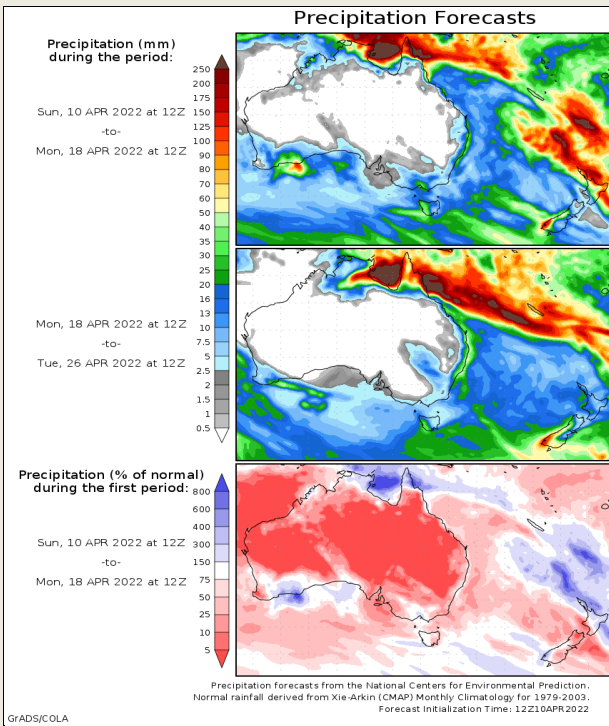 Precipitation Forecasts
Precipitation (mm)
during the period:
Sun, 10 APR 2022 at 12Z
-to-
Mon, 18 APR 2022 at 12Z
250
200
175
150
125
100
90
80
70
60
50
40
35
30
25
20
16
13
10
7.5
5
2.5
2
1.5
1
0.5
Mon, 18 APR 2022 at 12Z
-to-
Tue, 26 APR 2022 at 12Z
Precipitation (% of normal)
during the first period:
Sun, 10 APR 2022 at 12Z
-to-
Mon, 18 APR 2022 at 12Z
800
600
400
300
150
75
50
25
10
5
Precipitation forecasts from the National Centers for Environmental Prediction.
Normal rainfall derived from Xie-Arkin (CMAP) Monthly Climatology for 1979-2003.
Forecast Initialization Time: 12Z10APR2022
GrADS/COLA